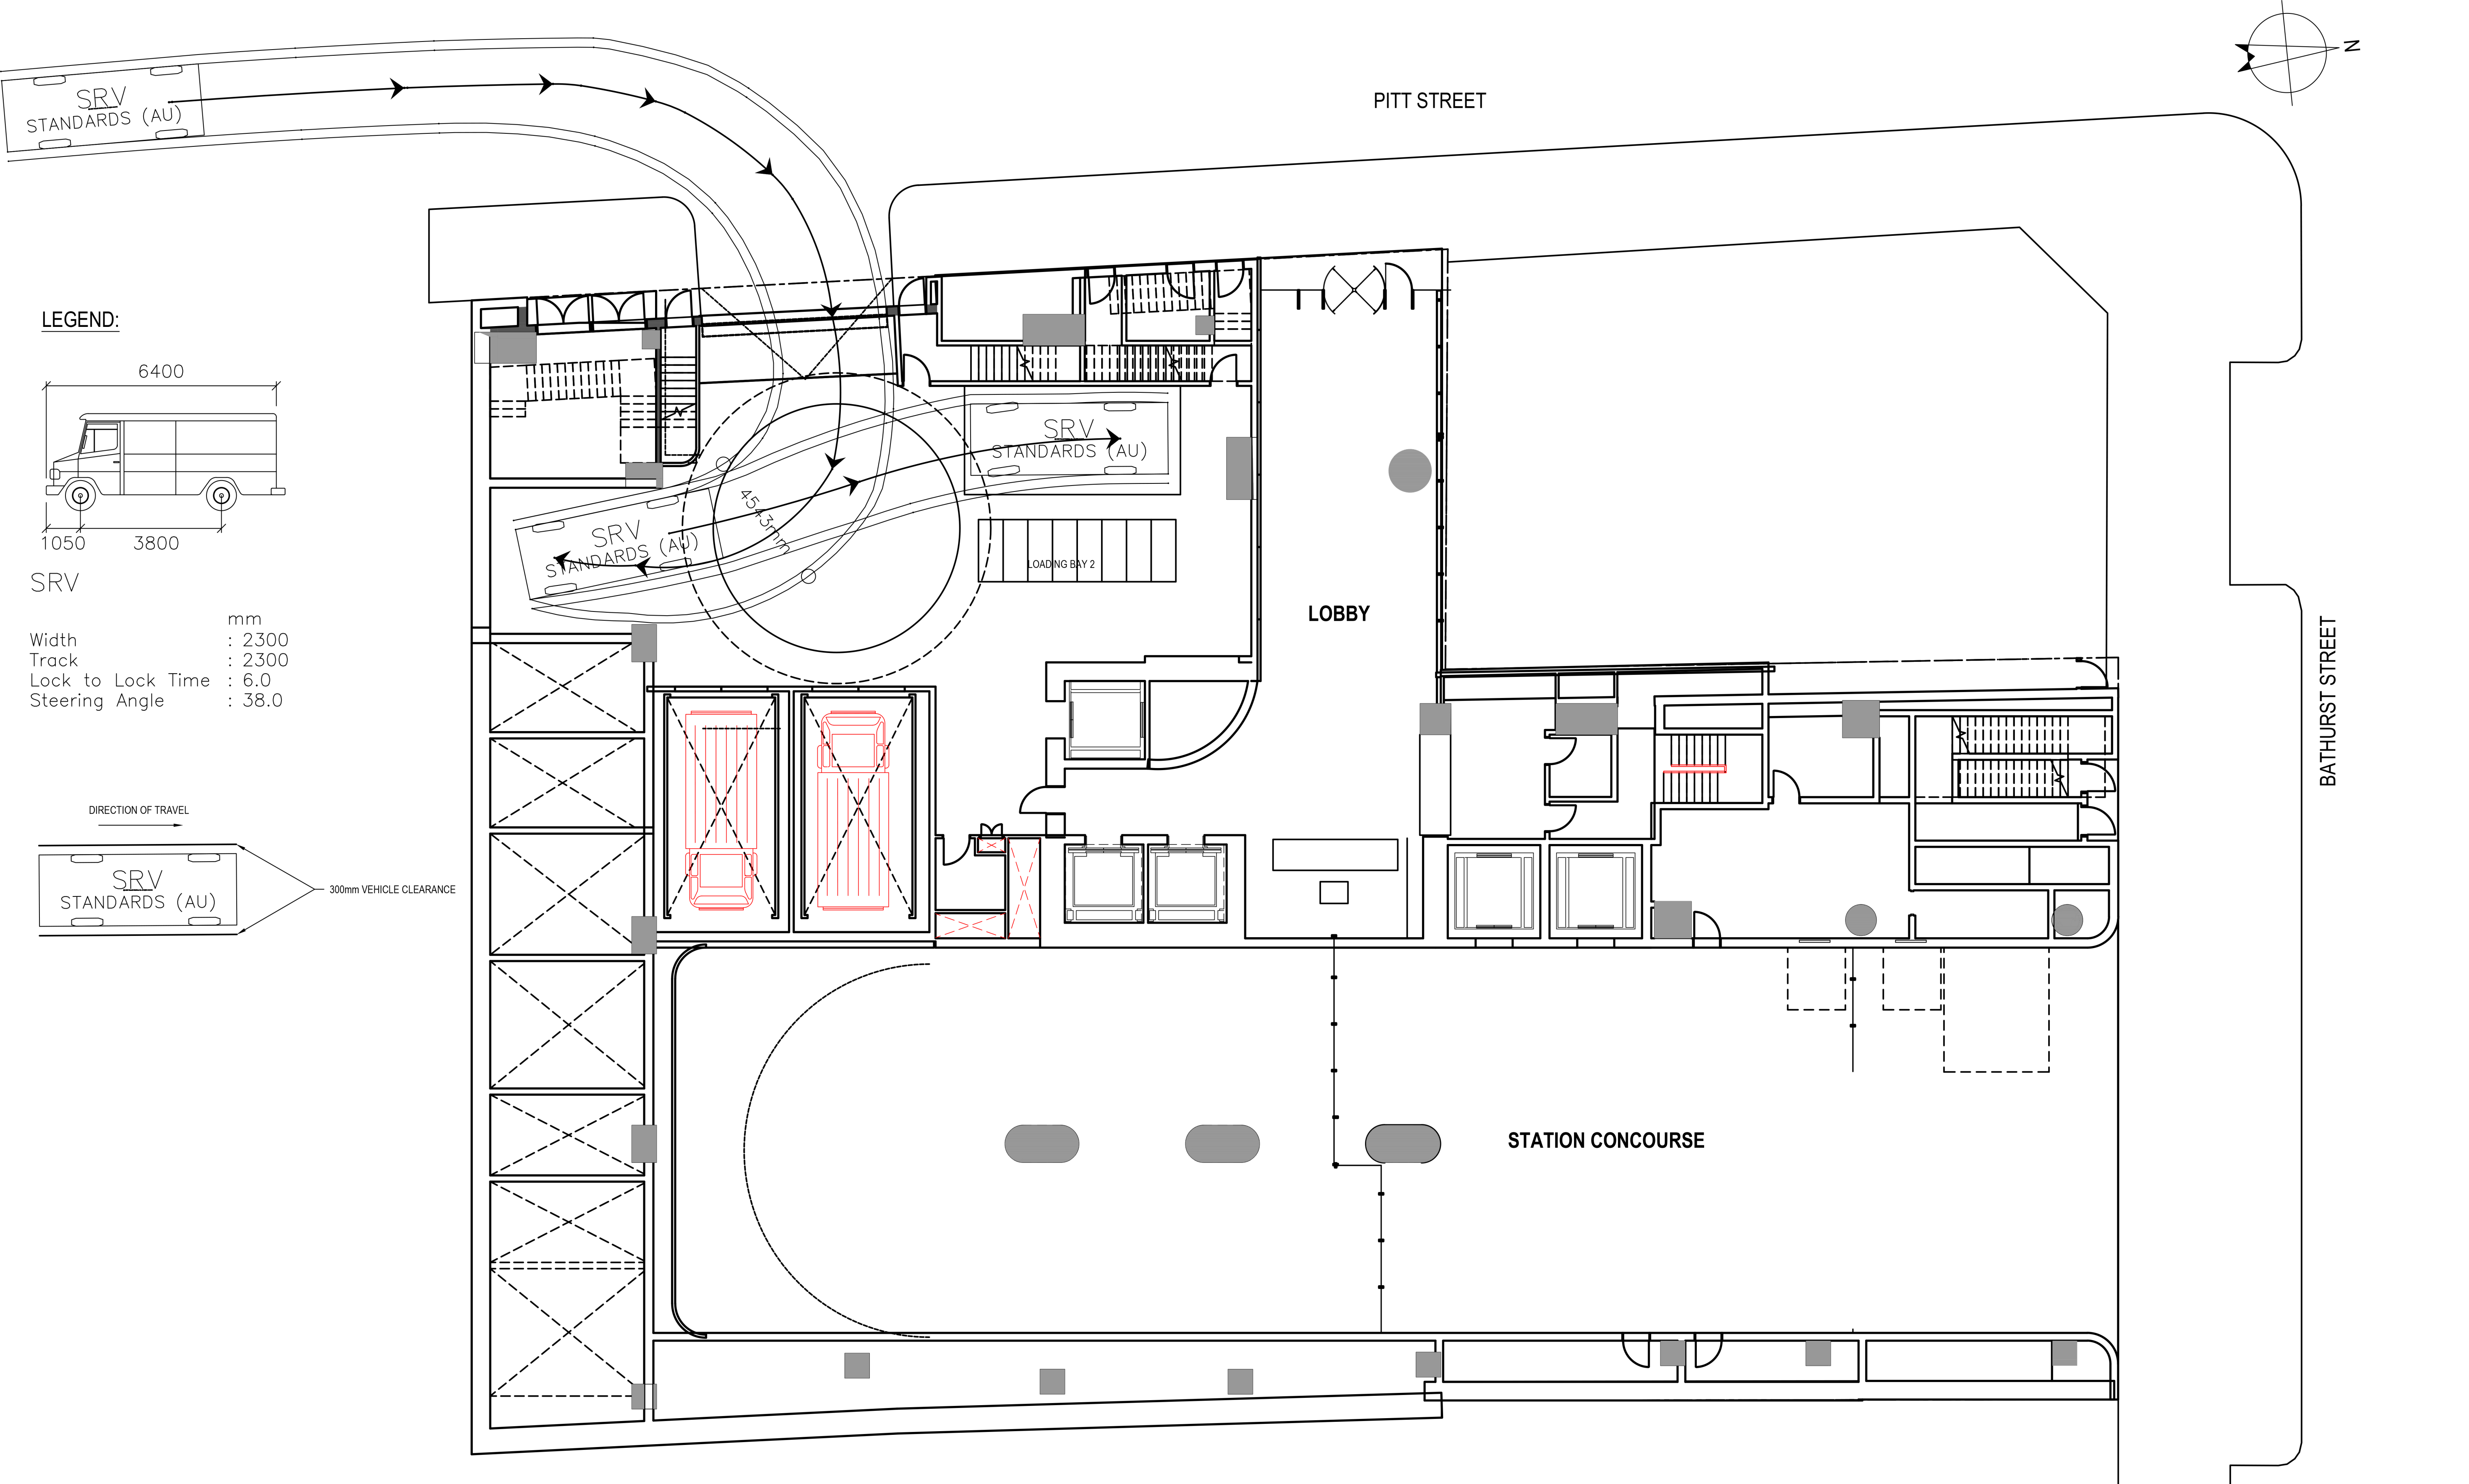 N
PITT STREET
SRV
STANDARDS (AU)
LEGEND:
6400
1050 3800
SRV
mm
Width : 2300
Track : 2300
Lock to Lock Time : 6.0
Steering Angle : 38.0
DIRECTION OF TRAVEL
SRV
STANDARDS (AU)
300mm VEHICLE CLEARANCE
SRV
STANDARDS (AU)
4543mm
SRV
STANDARDS (AU)
LOADING BAY 2
LOBBY
BATHURST STREET
STATION CONCOURSE